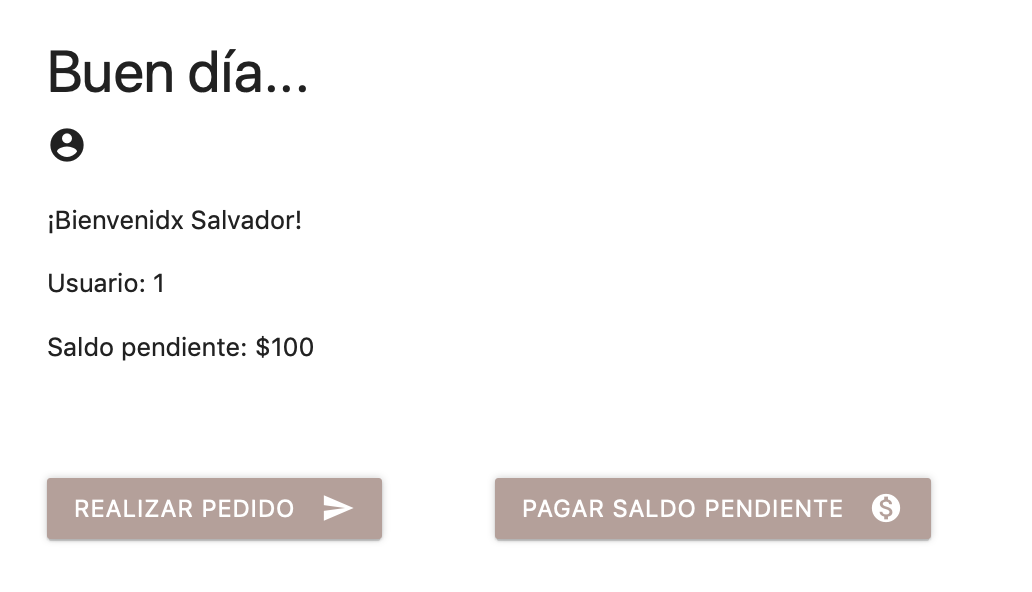 Buen día...
¡Bienvenidx Salvador!
Usuario: 1
Saldo pendiente: $100
REALIZAR PEDIDO
PAGAR SALDO PENDIENTE $